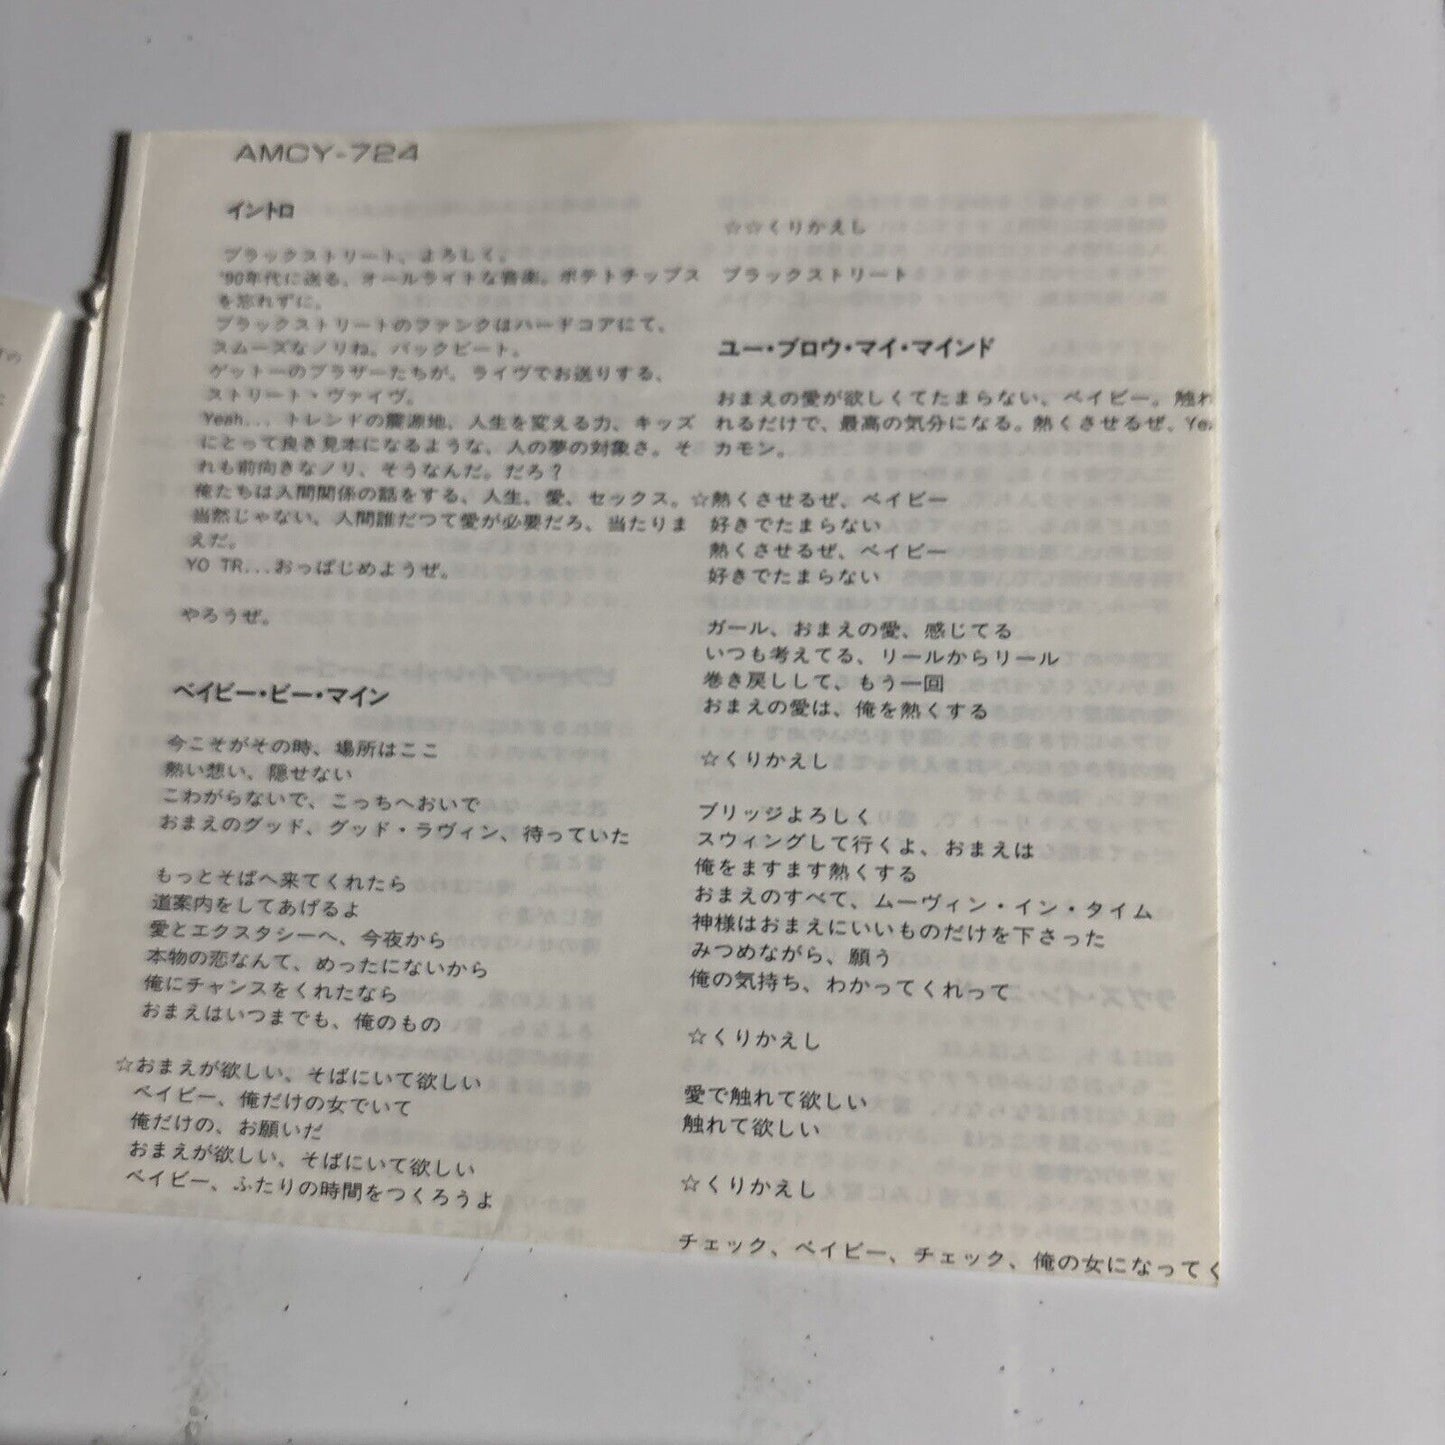 AMCY-724
イントロ
ブラックストリート、よろしく。
'90年代に送る、オールライトな音楽。ポテトチップス
を忘れずに。
ブラックストリートのファンクはハードコアにて、
スムーズなノリね。バックビート。
ゲットーのブラザーたちが。ライヴでお送りする、
ストリート・ヴァイヴ。
Yeah... トレンドの震源地、人生を変える力、キッズ
にとって良き見本になるような、人の夢の対象さ。そ
れも前向きなノリ、そうなんだ。だろ？
俺たちは人間関係の話をする、人生、愛、セックス。
当然じゃない、人間誰だつて愛が必要だろ、当たりま
えだ。
YO TR...おっぱじめようぜ。
やろうぜ。
ベイビー・ビー・マイン
今こそがその時、場所はここ
熱い想い、隠せない
こわがらないで、こっちへおいで
おまえのグッド、グッド・ラヴィン、待っていた
もっとそばへ来てくれたら
道案内をしてあげるよ
愛とエクスタシーへ、今夜から
本物の恋なんて、めったにないから
俺にチャンスをくれたなら
おまえはいつまでも、俺のもの
☆おまえが欲しい、そばにいて欲しい
ベイビー、俺だけの女でいて
俺だけの、お願いだ
おまえが欲しい、そばにいて欲しい
ベイビー、ふたりの時間をつくろうよ
☆☆くりかえし
ブラックストリート
ユー・ブロウ・マイ・マインド
おまえの愛が欲しくてたまらない、ベイビー。触れ
れるだけで、最高の気分になる。熱くさせるぜ、Ye
カモン。
☆熱くさせるぜ、ベイビー
好きでたまらない
熱くさせるぜ、ベイビー
好きでたまらない
ガール、おまえの愛、感じてる
いつも考えてる、リールからリール
巻き戻しして、もう一回
おまえの愛は、俺を熱くする
☆くりかえし
ブリッジよろしく
スウィングして行くよ、おまえは
俺をますます熱くする
おまえのすべて、ムーヴィン・イン・タイム
神様はおまえにいいものだけを下さった
みつめながら、願う
俺の気持ち、わかってくれって
☆くりかえし
愛で触れて欲しい
触れて欲しい
☆くりかえし
チェック、ベイビー、チェック、俺の女になってく